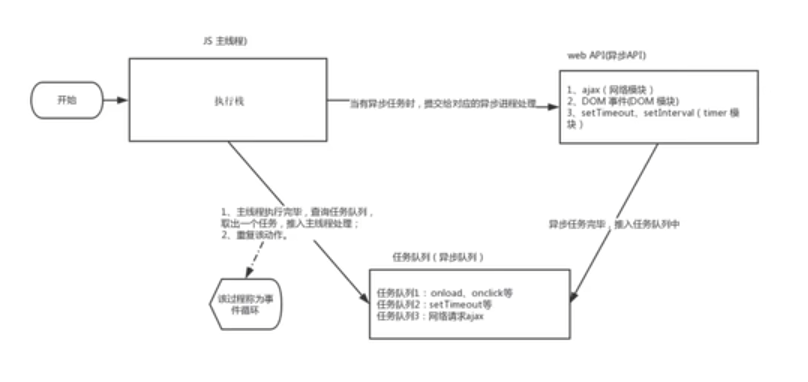 JS 主线程)
web API(异步API)
开始
执行栈
当有异步任务时，提交给对应的异步进程处理
1、ajax（网络模块）
2、DOM 事件(DOM 模块)
3、setTimeout、setInterval（timer 模
块）
1、主线程执行完毕，查询任务队列，
取出一个任务，推入主线程处理；
2、重复该动作。
异步任务完毕，推入任务队列中
任务队列（异步队列）
该过程称为事
件循环
任务队列1：onload、onclick等
任务队列2：setTimeout等
任务队列3：网络请求ajax